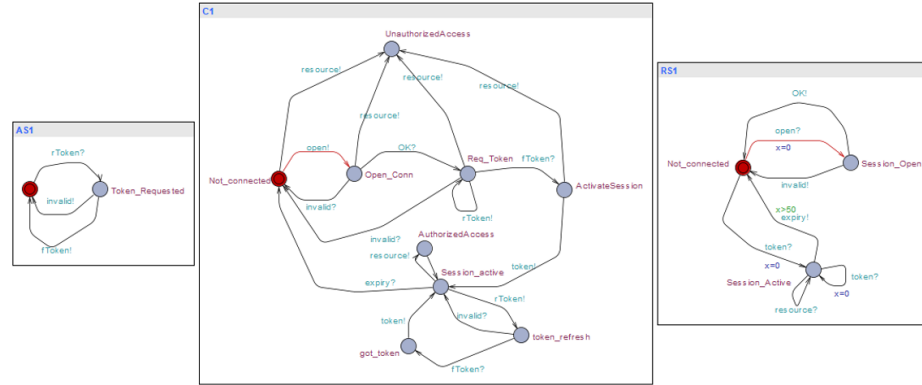 C1
UnauthorizedAccess
resource!
resource!
resource!
resource!
open!
OK?
Req_Token
fToken?
Not_connected
Open_Conn
ActivateSession
invalid?
rToken!
invalid?
AuthorizedAccess
resource!
Session_active
token!
expiry?
rToken!
token!
invalid?
token_refresh
got_token
fToken?
AS1
rToken?
Token_Requested
invalid!
fToken!
RS1
OK!
open?
x=0
Not_connected
Session_Open
invalid!
x>50
expiry!
token?
x=0
token?
Session_Active
x=0
resource?